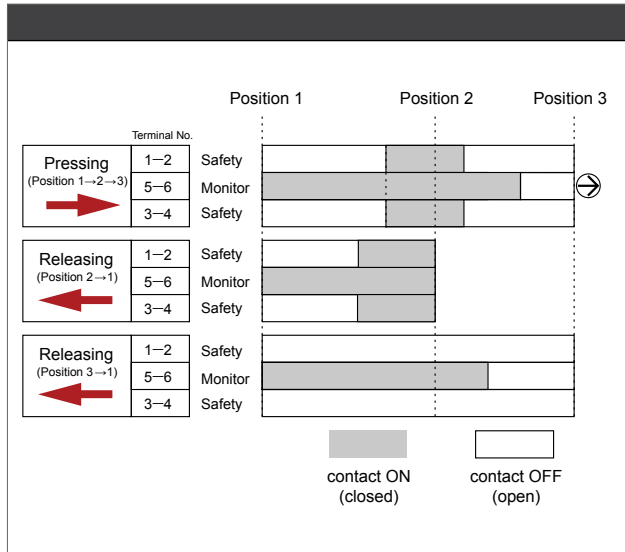 Position 1 Position 2 Position 3
Terminal No.
Pressing
(Position 1→2→3)
1—2 Safety
5—6 Monitor
3—4 Safety
Releasing
(Position 2→1)
1—2 Safety
5—6 Monitor
3—4 Safety
Releasing
(Position 3→1)
1—2 Safety
5—6 Monitor
3—4 Safety
contact ON
(closed)
contact OFF
(open)